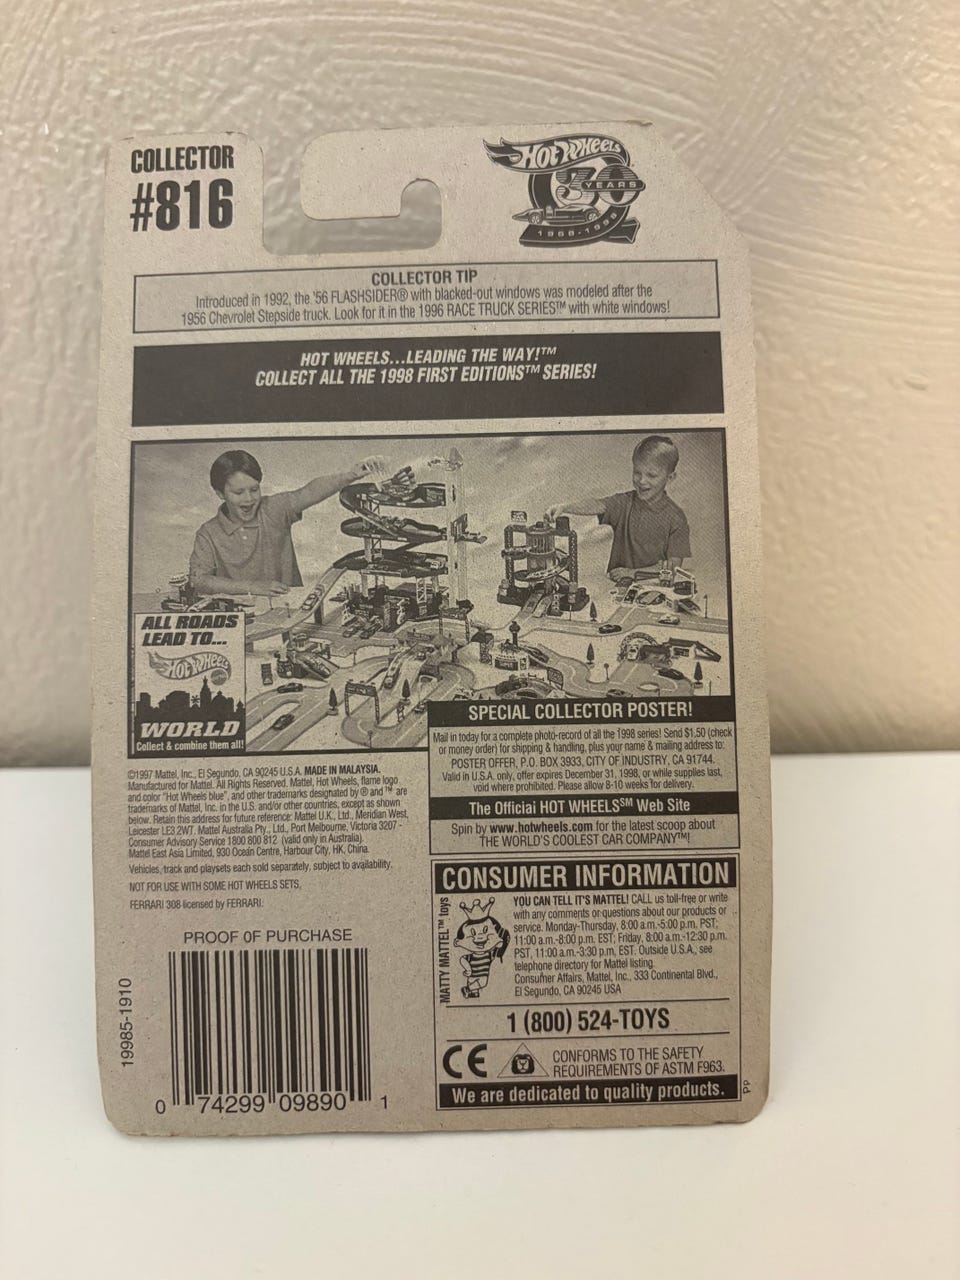 COLLECTOR
#816
HOT WHEELS
30
YEARS
1968-1998
COLLECTOR TIP
Introduced in 1992, the '56 FLASHSIDER® with blacked-out windows was modeled after the
1956 Chevrolet Stepside truck. Look for it in the 1996 RACE TRUCK SERIES™ with white windows!
HOT WHEELS...LEADING THE WAY!™
COLLECT ALL THE 1998 FIRST EDITIONS™ SERIES!
ALL ROADS
LEAD TO...
HOT WHEELS
WORLD
Collect & combine them all!
SPECIAL COLLECTOR POSTER!
Mail in today for a complete photo-record of all the 1998 series! Send $1.50 (check
or money order) for shipping & handling, plus your name & mailing address to:
POSTER OFFER, P.O. BOX 3933, CITY OF INDUSTRY, CA 91744.
Valid in U.S.A. only, offer expires December 31, 1998, or while supplies last,
void where prohibited. Please allow 8-10 weeks for delivery.
The Official HOT WHEELS℠ Web Site
Spin by www.hotwheels.com for the latest scoop about
THE WORLD'S COOLEST CAR COMPANY™!
©1997 Mattel, Inc., El Segundo, CA 90245 U.S.A. MADE IN MALAYSIA.
Manufactured for Mattel. All Rights Reserved. Mattel, Hot Wheels, flame logo
and color "Hot Wheels blue", and other trademarks designated by ® and ™ are
trademarks of Mattel, Inc. in the U.S. and/or other countries, except as shown
below. Retain this address for future reference: Mattel U.K., Ltd., Meridian West,
Leicester LE3 2WT. Mattel Australia Pty., Ltd., Port Melbourne, Victoria 3207 -
Consumer Advisory Service 1800 800 812 (valid only in Australia).
Mattel East Asia Limited, 930 Ocean Centre, Harbour City, HK, China.
Vehicles, track and playsets each sold separately, subject to availability.
NOT FOR USE WITH SOME HOT WHEELS SETS.
FERRARI 308 licensed by FERRARI.
PROOF OF PURCHASE
19985-1910
0 74299 09890 1
CONSUMER INFORMATION
MATTY MATTEL™ toys
YOU CAN TELL IT'S MATTEL! CALL us toll-free or write
with any comments or questions about our products or
service. Monday-Thursday, 8:00 a.m.-5:00 p.m. PST;
11:00 a.m.-8:00 p.m. EST; Friday, 8:00 a.m.-12:30 p.m.
PST, 11:00 a.m.-3:30 p.m. EST. Outside U.S.A., see
telephone directory for Mattel listing.
Consumer Affairs, Mattel, Inc., 333 Continental Blvd.,
El Segundo, CA 90245 USA
1 (800) 524-TOYS
CE
CONFORMS TO THE SAFETY
REQUIREMENTS OF ASTM F963.
We are dedicated to quality products.
PP